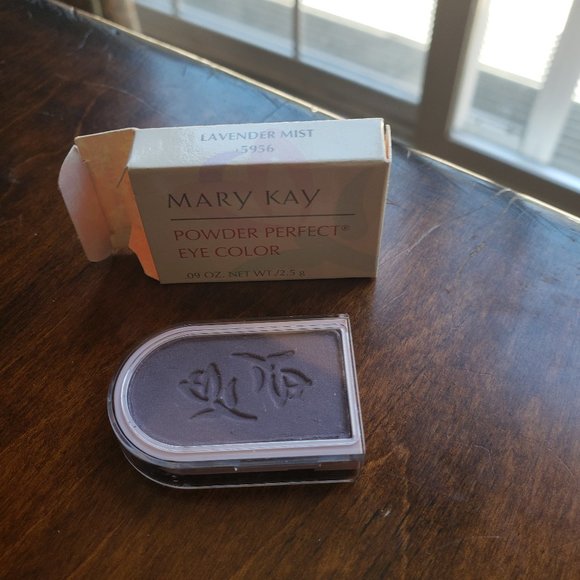 LAVENDER MIST
5956
MARY KAY
POWDER PERFECT®
EYE COLOR
.09 OZ. NET WT./2.5 g